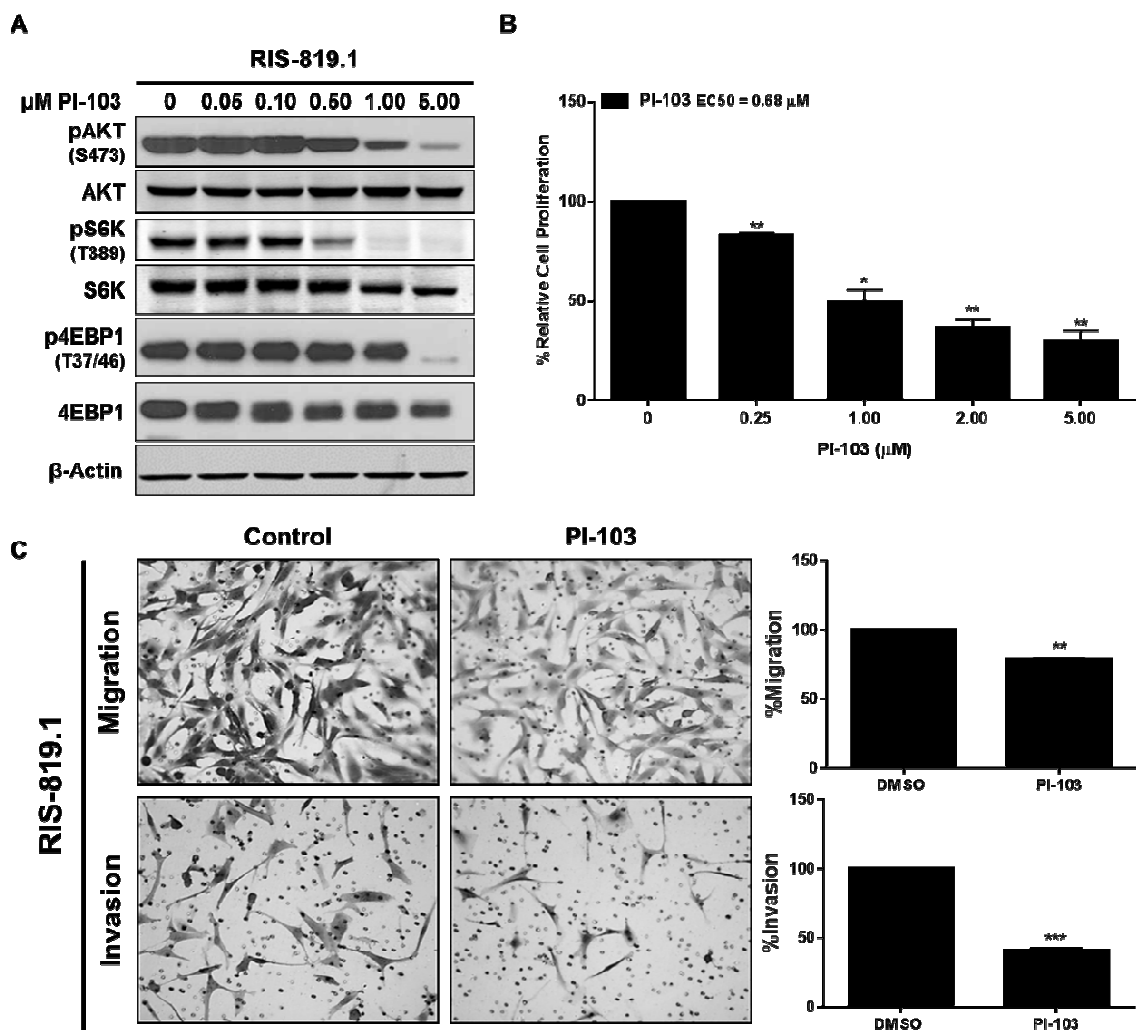 A
RIS-819.1
µM PI-103 0 0.05 0.10 0.50 1.00 5.00
pAKT
(S473)
AKT
pS6K
(T389)
S6K
p4EBP1
(T37/46)
4EBP1
β-Actin
B
PI-103 EC50 = 0.68 µM
% Relative Cell Proliferation
150
100
50
0
**
*
**
**
0 0.25 1.00 2.00 5.00
PI-103 (µM)
C
RIS-819.1
Control PI-103
Migration
%Migration
150
100
50
0
**
DMSO PI-103
Invasion
%Invasion
150
100
50
0
***
DMSO PI-103